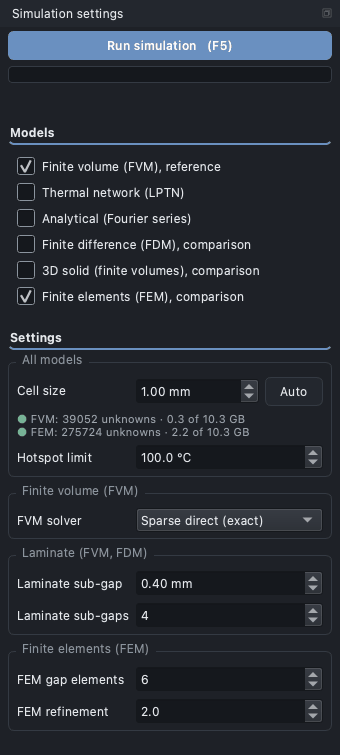 Simulation settings
Run simulation (F5)
Models
Finite volume (FVM), reference
Thermal network (LPTN)
Analytical (Fourier series)
Finite difference (FDM), comparison
3D solid (finite volumes), comparison
Finite elements (FEM), comparison
Settings
All models
Cell size 1.00 mm Auto
FVM: 39052 unknowns · 0.3 of 10.3 GB
FEM: 275724 unknowns · 2.2 of 10.3 GB
Hotspot limit 100.0 °C
Finite volume (FVM)
FVM solver Sparse direct (exact)
Laminate (FVM, FDM)
Laminate sub-gap 0.40 mm
Laminate sub-gaps 4
Finite elements (FEM)
FEM gap elements 6
FEM refinement 2.0